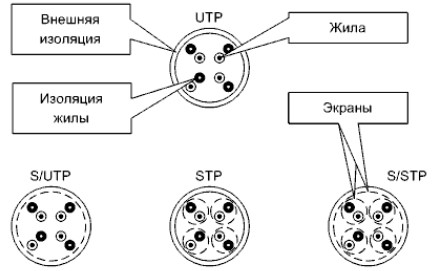 Внешняя
изоляция
UTP
Жила
Изоляция
жилы
Экраны
S/UTP
STP
S/STP